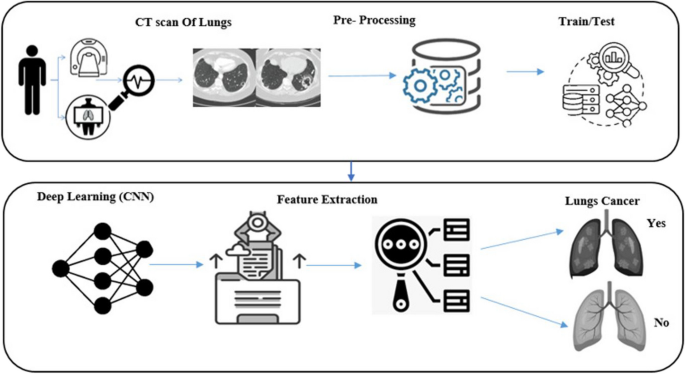 CT scan Of Lungs
Pre- Processing
Train/Test
Deep Learning (CNN)
Feature Extraction
Lungs Cancer
Yes
No